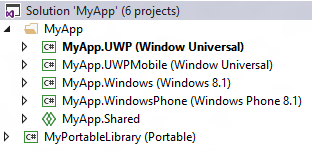 Solution 'MyApp' (6 projects)
MyApp
C# MyApp.UWP (Window Universal)
C# MyApp.UWPMobile (Window Universal)
C# MyApp.Windows (Windows 8.1)
C# MyApp.WindowsPhone (Windows Phone 8.1)
MyApp.Shared
C# MyPortableLibrary (Portable)